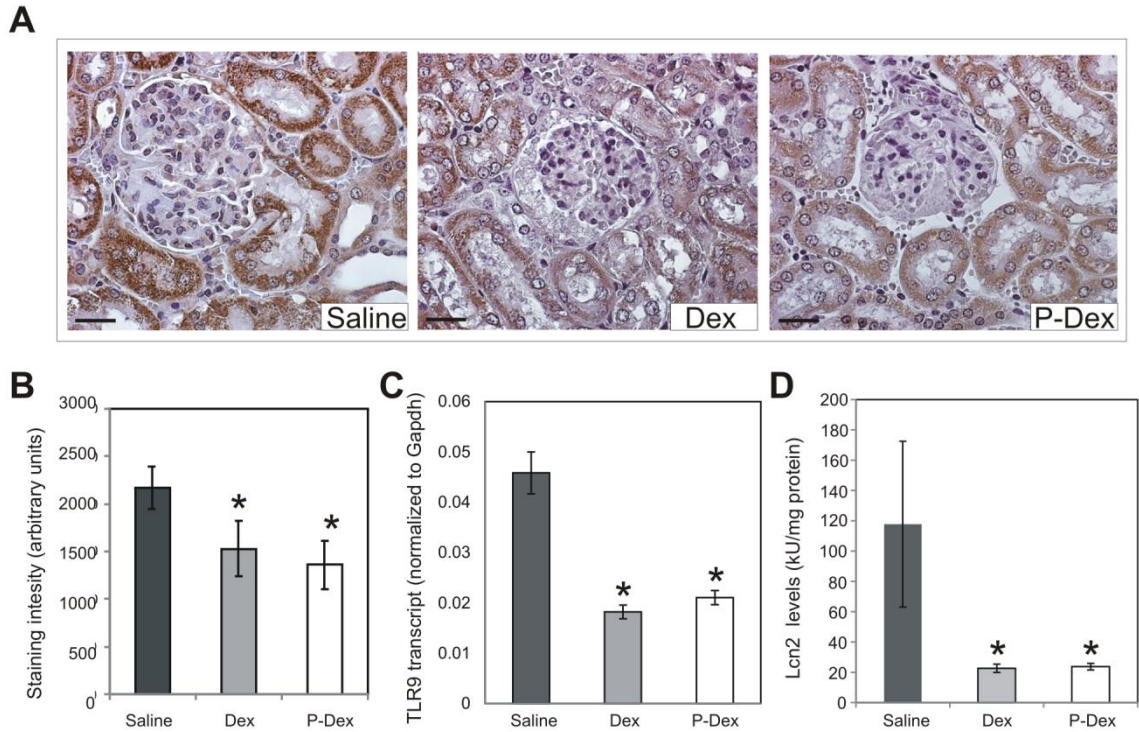 A
Saline
Dex
P-Dex
B
Staining intesity (arbitrary units)
3000
2500
2000
1500
1000
500
0
*
*
Saline
Dex
P-Dex
C
TLR9 transcript (normalized to Gapdh)
0.06
0.05
0.04
0.03
0.02
0.01
0
*
*
Saline
Dex
P-Dex
D
Lcn2 levels (kU/mg protein)
200
180
160
140
120
100
80
60
40
20
0
*
*
Saline
Dex
P-Dex